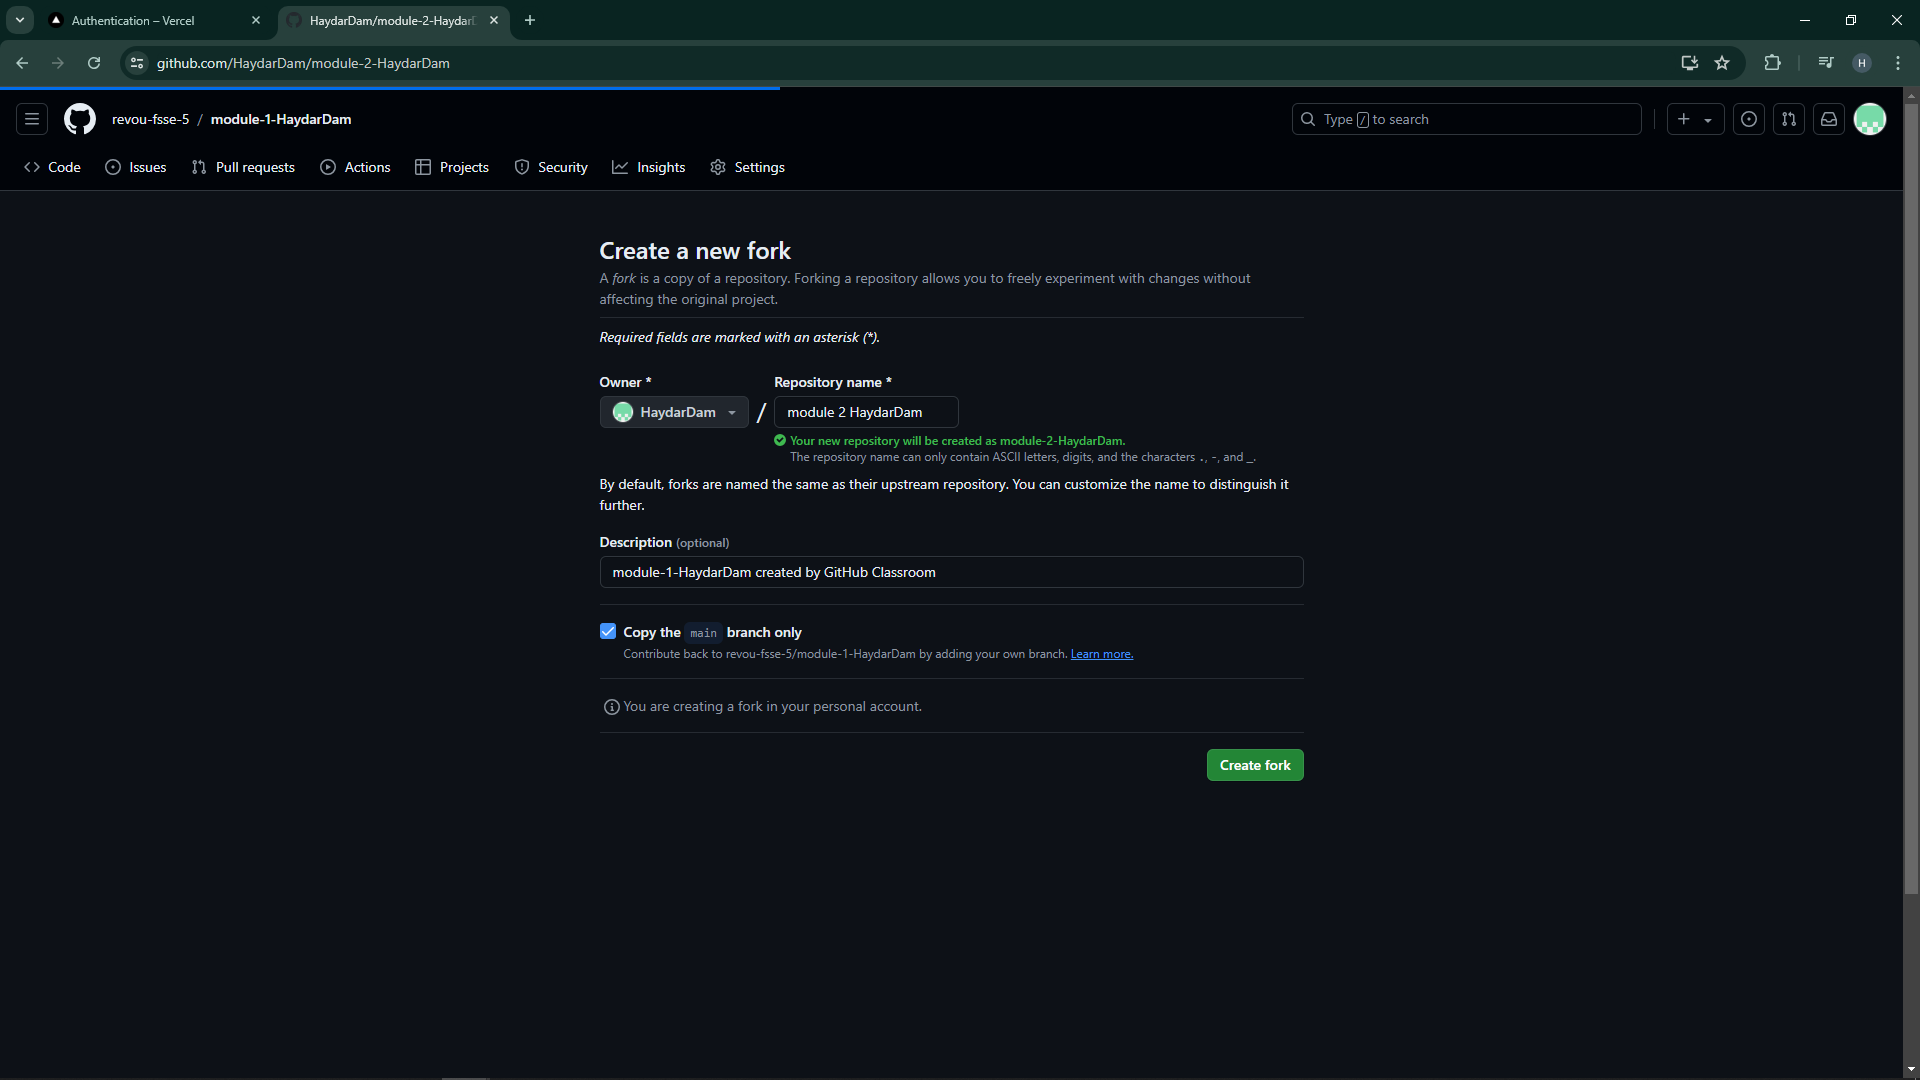 Authentication – Vercel
HaydarDam/module-2-HaydarD
github.com/HaydarDam/module-2-HaydarDam
H
revou-fsse-5 / module-1-HaydarDam
Type / to search
Code
Issues
Pull requests
Actions
Projects
Security
Insights
Settings
Create a new fork
A fork is a copy of a repository. Forking a repository allows you to freely experiment with changes without
affecting the original project.
Required fields are marked with an asterisk (*).
Owner *
Repository name *
HaydarDam
/
module 2 HaydarDam
Your new repository will be created as module-2-HaydarDam.
The repository name can only contain ASCII letters, digits, and the characters ., -, and _.
By default, forks are named the same as their upstream repository. You can customize the name to distinguish it
further.
Description (optional)
module-1-HaydarDam created by GitHub Classroom
Copy the main branch only
Contribute back to revou-fsse-5/module-1-HaydarDam by adding your own branch. Learn more.
You are creating a fork in your personal account.
Create fork